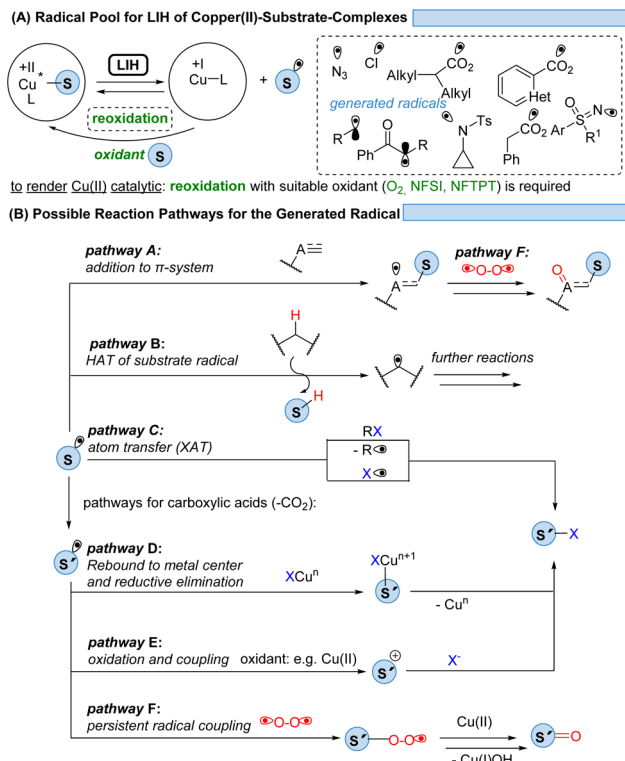 (A) Radical Pool for LIH of Copper(II)-Substrate-Complexes
+II
Cu
*
S
L
LIH
reoxidation
oxidant S
+I
Cu—L
+ S
N3
Cl
Alkyl
CO2
Alkyl
CO2
Het
generated radicals
R
O
Ph
R
N
Ts
CO2
Ph
O
S
N
Ar
R1
to render Cu(II) catalytic: reoxidation with suitable oxidant (O2, NFSI, NFTPT) is required
(B) Possible Reaction Pathways for the Generated Radical
pathway A:
addition to π-system
A
A
S
pathway F:
O-O
O
A
S
pathway B:
HAT of substrate radical
H
S
H
further reactions
S
pathway C:
atom transfer (XAT)
RX
- R
X
pathways for carboxylic acids (-CO2):
S′—X
S′
pathway D:
Rebound to metal center
and reductive elimination
XCun
XCun+1
S′
- Cun
pathway E:
oxidation and coupling
oxidant: e.g. Cu(II)
S′
+
X-
pathway F:
persistent radical coupling
O-O
S′—O-O
Cu(II)
- Cu(I)OH
S′=O